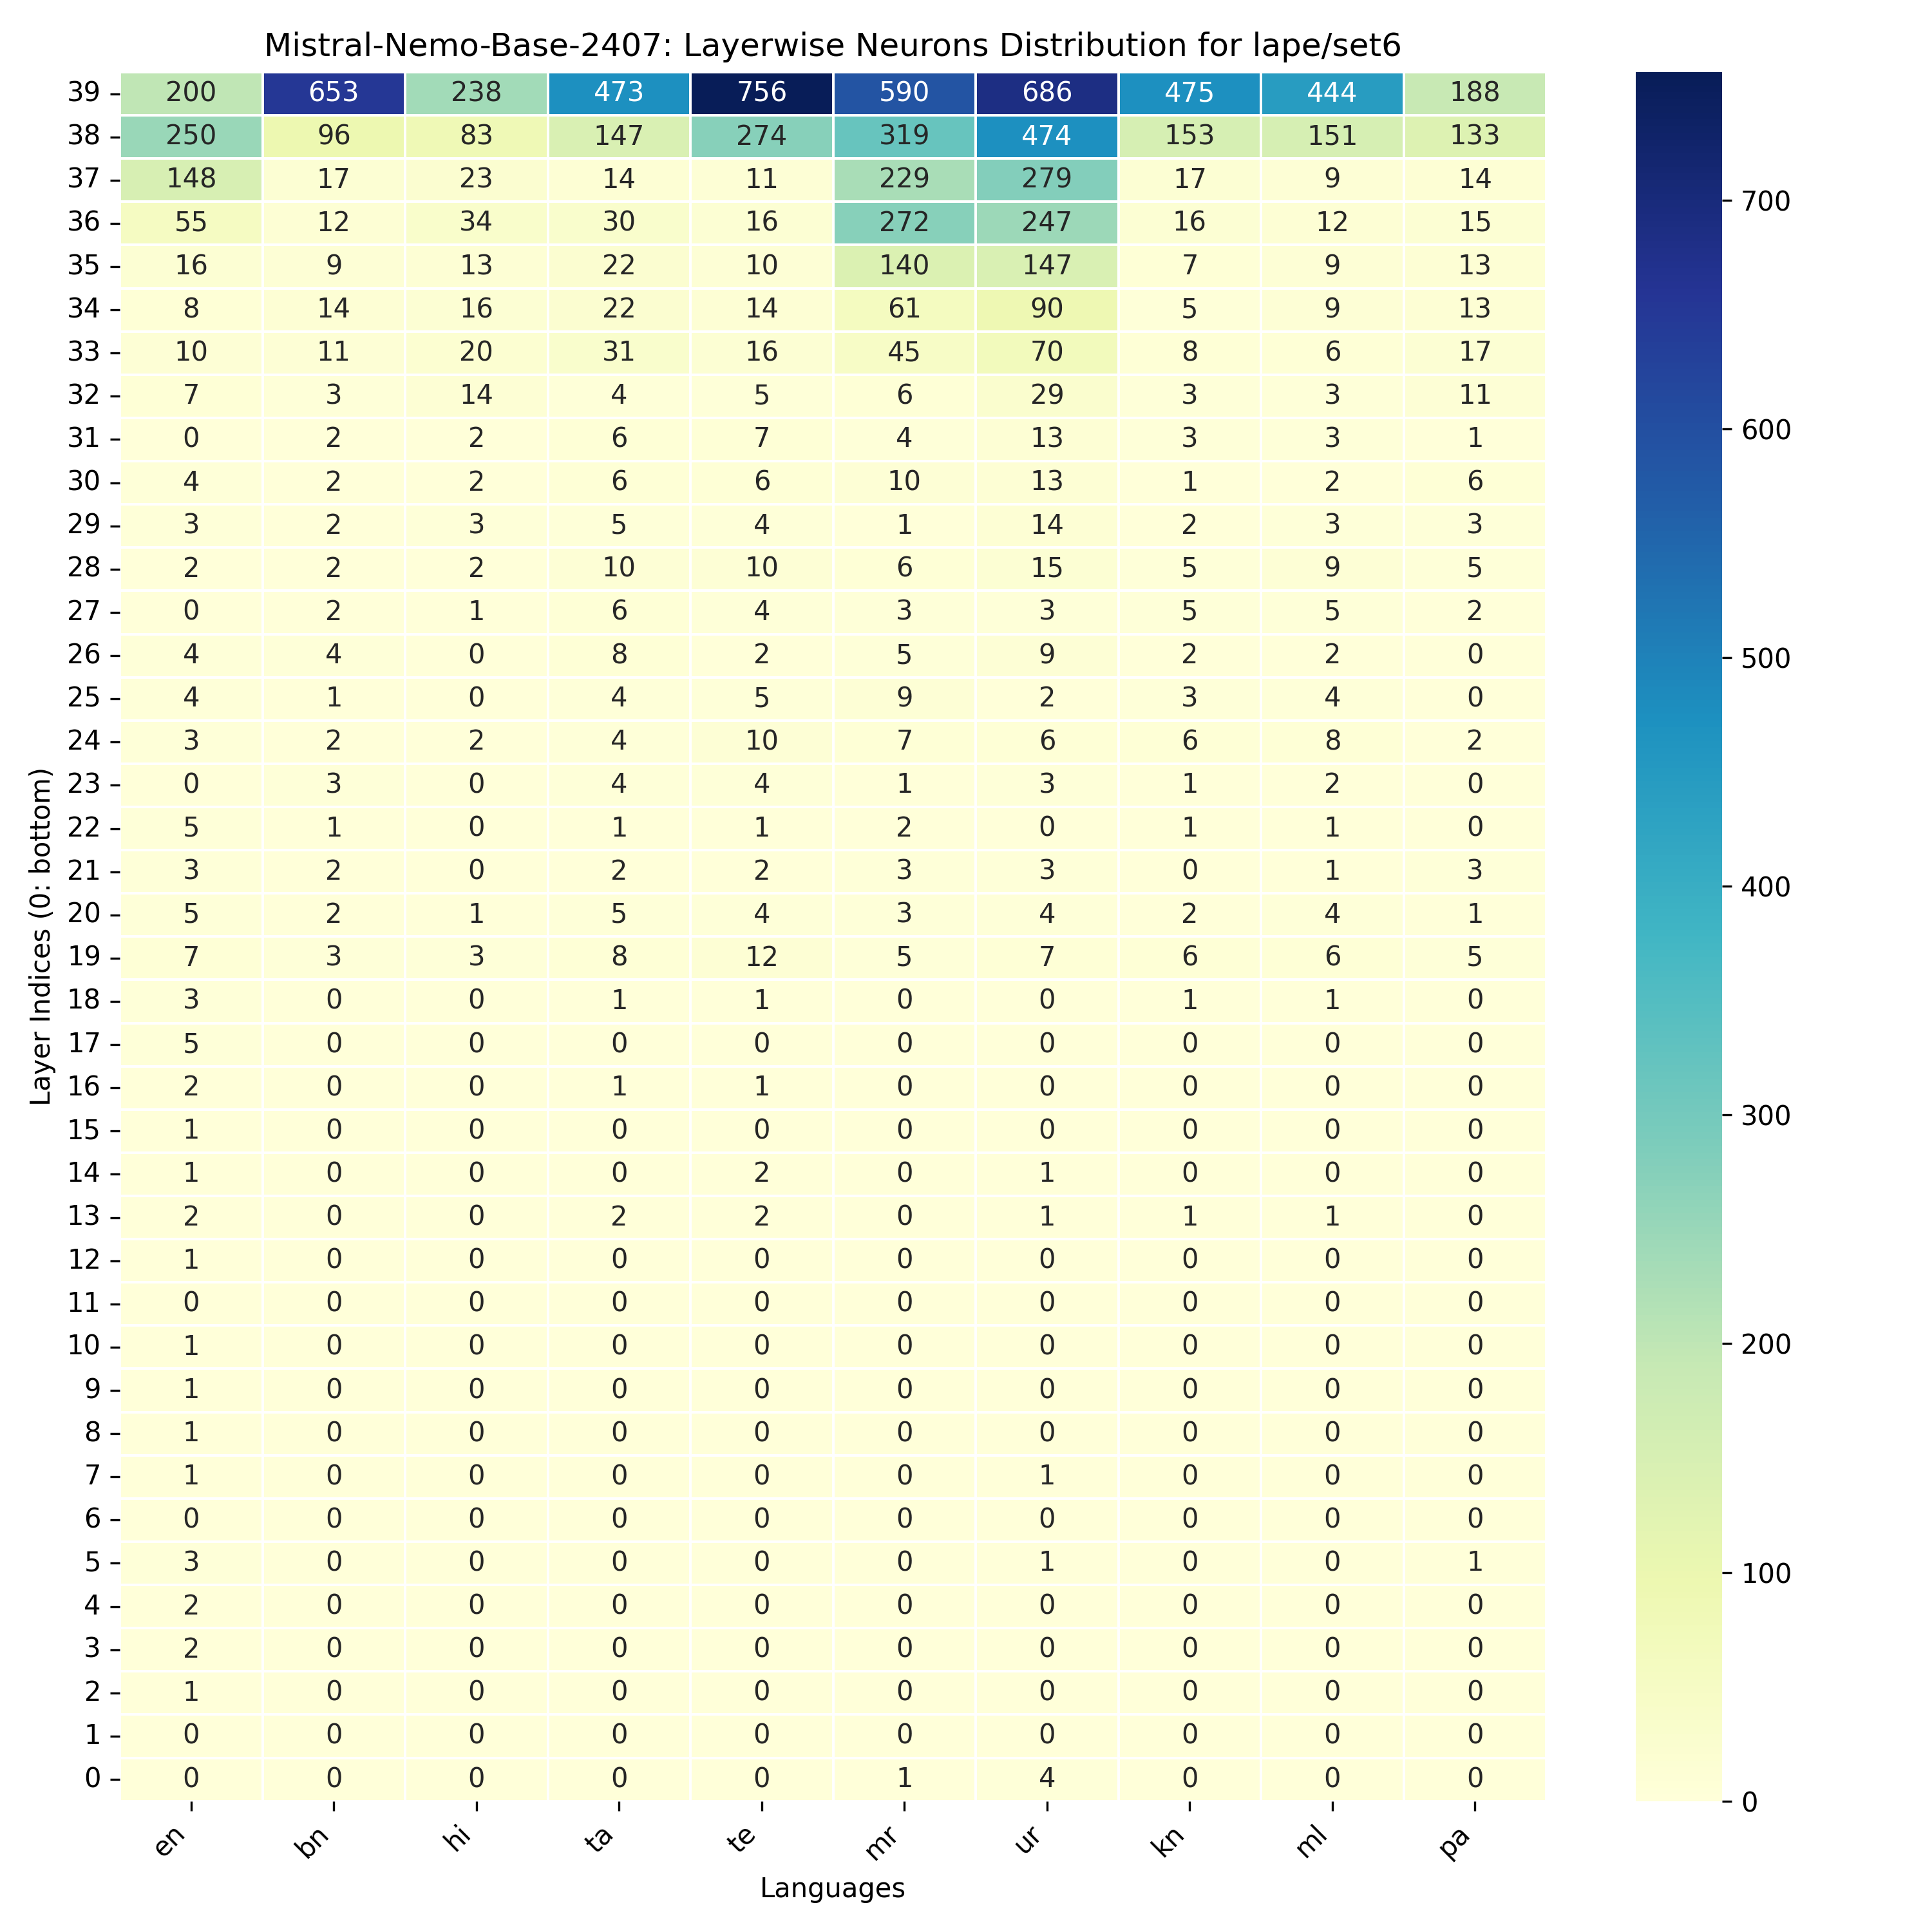 Mistral-Nemo-Base-2407: Layerwise Neurons Distribution for lape/set6
39 200 653 238 473 756 590 686 475 444 188
38 250 96 83 147 274 319 474 153 151 133
37 148 17 23 14 11 229 279 17 9 14
36 55 12 34 30 16 272 247 16 12 15
35 16 9 13 22 10 140 147 7 9 13
34 8 14 16 22 14 61 90 5 9 13
33 10 11 20 31 16 45 70 8 6 17
32 7 3 14 4 5 6 29 3 3 11
31 0 2 2 6 7 4 13 3 3 1
30 4 2 2 6 6 10 13 1 2 6
29 3 2 3 5 4 1 14 2 3 3
28 2 2 2 10 10 6 15 5 9 5
27 0 2 1 6 4 3 3 5 5 2
26 4 4 0 8 2 5 9 2 2 0
25 4 1 0 4 5 9 2 3 4 0
24 3 2 2 4 10 7 6 6 8 2
23 0 3 0 4 4 1 3 1 2 0
22 5 1 0 1 1 2 0 1 1 0
21 3 2 0 2 2 3 3 0 1 3
20 5 2 1 5 4 3 4 2 4 1
19 7 3 3 8 12 5 7 6 6 5
18 3 0 0 1 1 0 0 1 1 0
17 5 0 0 0 0 0 0 0 0 0
16 2 0 0 1 1 0 0 0 0 0
15 1 0 0 0 0 0 0 0 0 0
14 1 0 0 0 2 0 1 0 0 0
13 2 0 0 2 2 0 1 1 1 0
12 1 0 0 0 0 0 0 0 0 0
11 0 0 0 0 0 0 0 0 0 0
10 1 0 0 0 0 0 0 0 0 0
9 1 0 0 0 0 0 0 0 0 0
8 1 0 0 0 0 0 0 0 0 0
7 1 0 0 0 0 0 1 0 0 0
6 0 0 0 0 0 0 0 0 0 0
5 3 0 0 0 0 0 1 0 0 1
4 2 0 0 0 0 0 0 0 0 0
3 2 0 0 0 0 0 0 0 0 0
2 1 0 0 0 0 0 0 0 0 0
1 0 0 0 0 0 0 0 0 0 0
0 0 0 0 0 0 1 4 0 0 0
en bn hi ta te mr ur kn ml pa
Languages
Layer Indices (0: bottom)
700
600
500
400
300
200
100
0